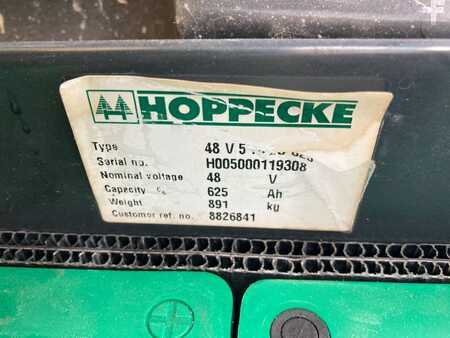 HOPPECKE
Type 48 V 5
Serial no. H005000119308
Nominal voltage 48 V
Capacity 625 Ah
Weight 891 kg
Customer ref. no. 8826841